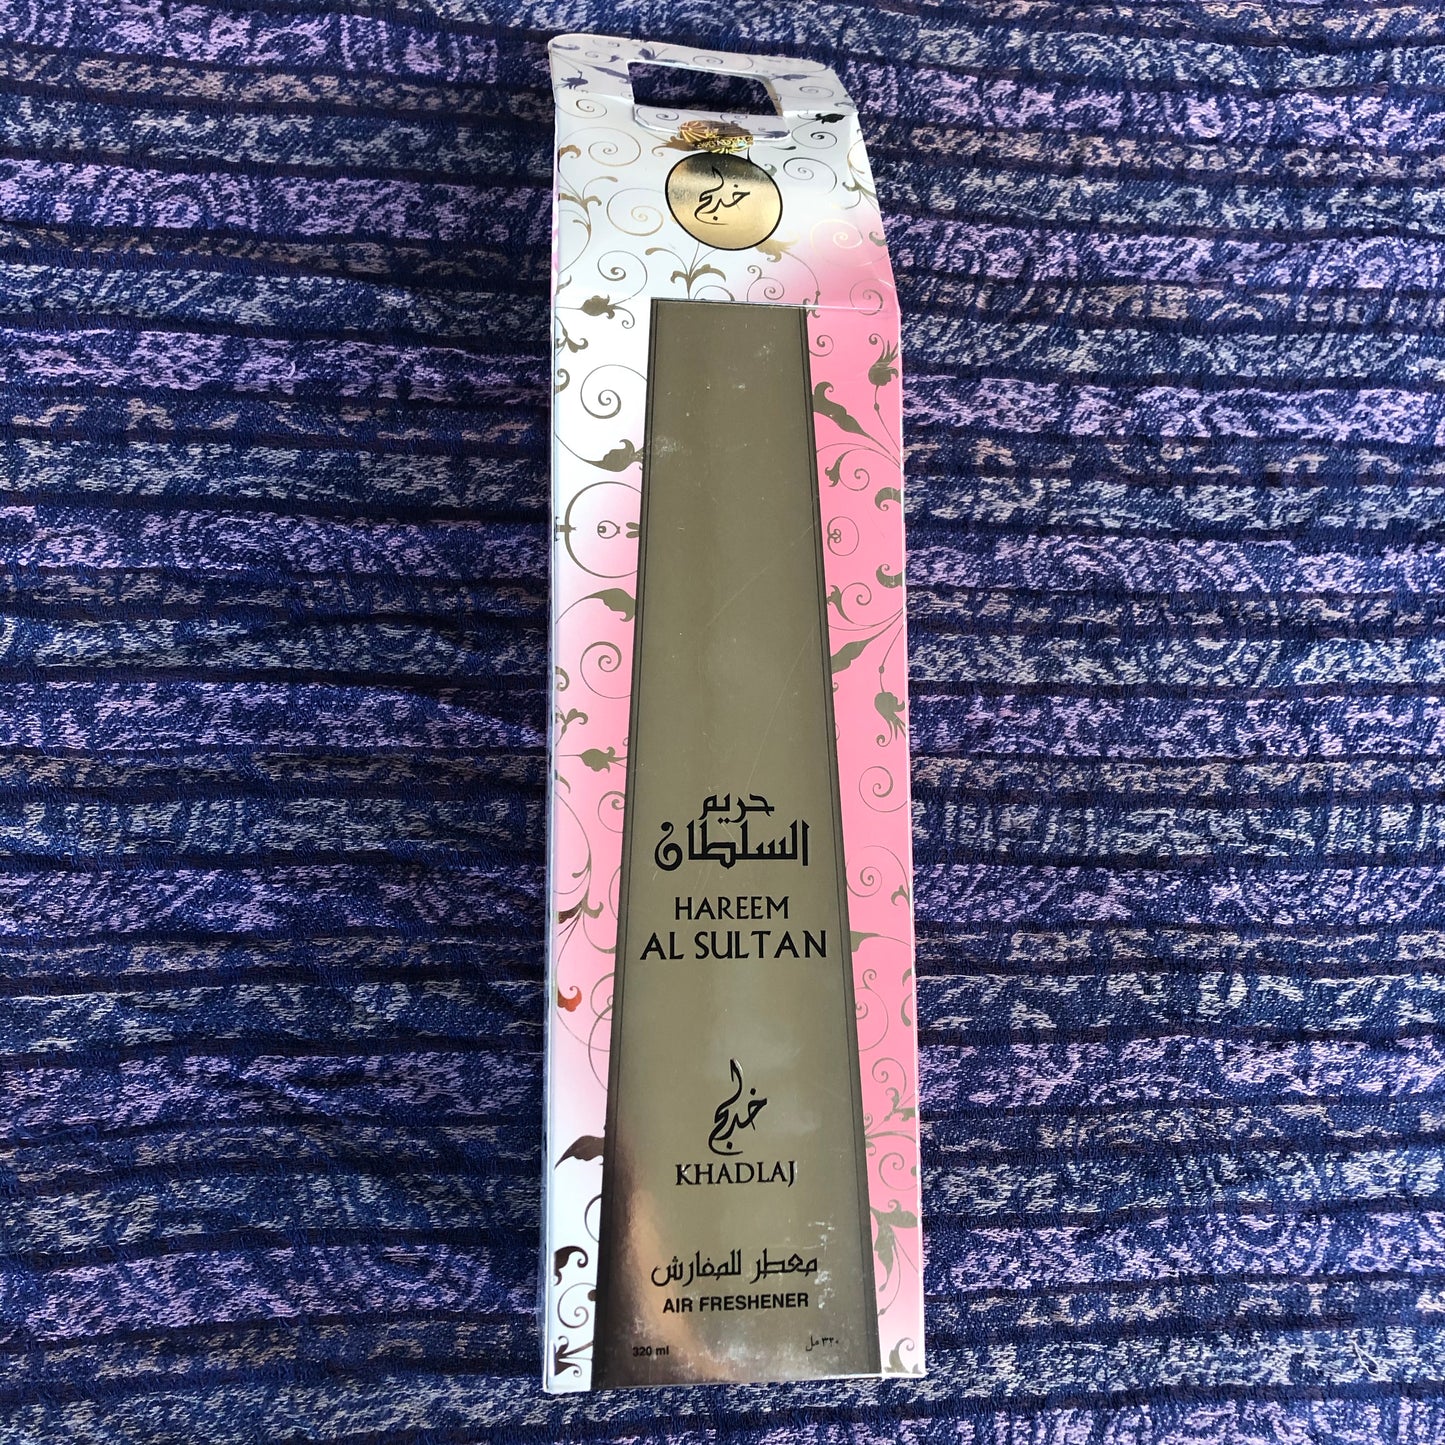 خدلج
حريم
السلطان
HAREEM
AL SULTAN
خدلج
KHADLAJ
معطر للمفارش
AIR FRESHENER
320 ml ٣٢٠ مل